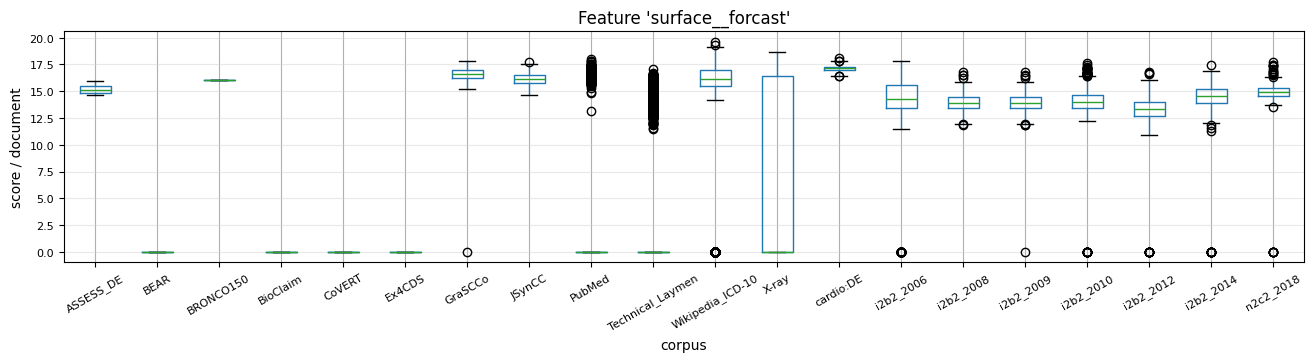 Feature 'surface__forcast'
score / document
20.0
17.5
15.0
12.5
10.0
7.5
5.0
2.5
0.0
ASSESS_DE
BEAR
BRONCO150
BioClaim
CoVERT
Ex4CDS
GraSCCo
JSynCC
PubMed
Technical_Laymen
Wikipedia_ICD-10
X-ray
cardio:DE
i2b2_2006
i2b2_2008
i2b2_2009
i2b2_2010
i2b2_2012
i2b2_2014
n2c2_2018
corpus